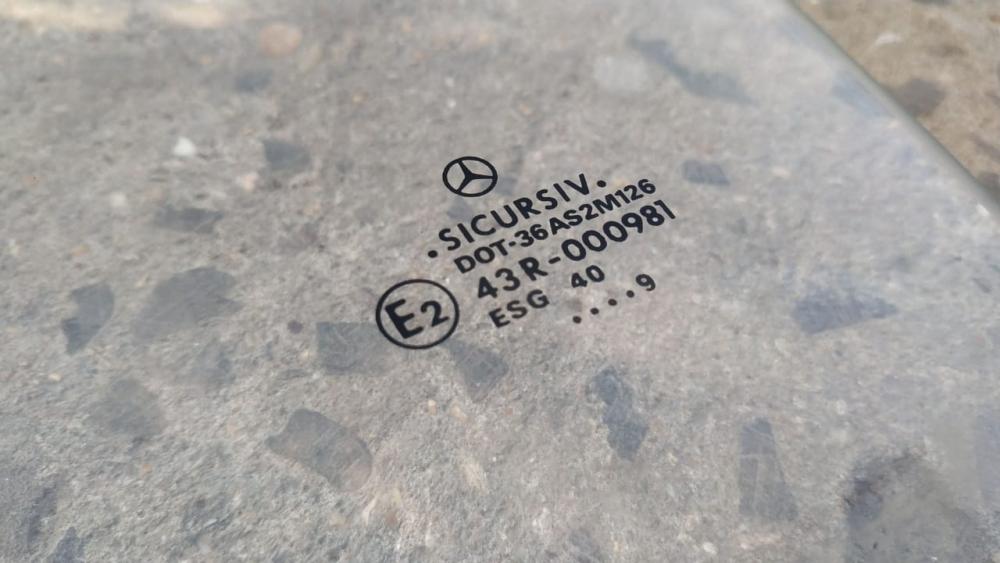 .SICURSIV.
DOT-36AS2M126
43R-000981
E2
ESG 40
....9